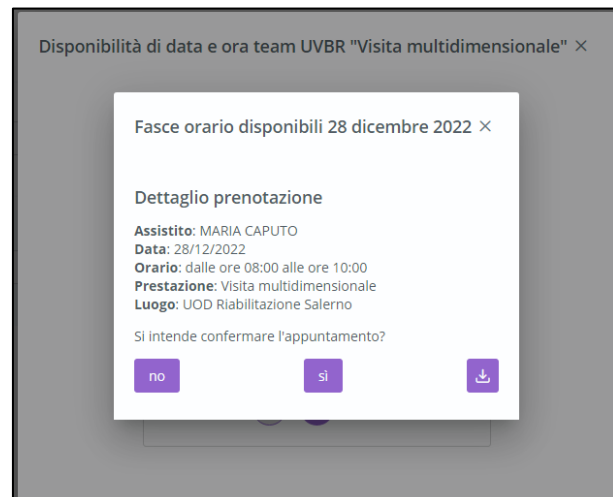 Disponibilità di data e ora team UVBR "Visita multidimensionale" ×
Fasce orario disponibili 28 dicembre 2022 ×
Dettaglio prenotazione
Assistito: MARIA CAPUTO
Data: 28/12/2022
Orario: dalle ore 08:00 alle ore 10:00
Prestazione: Visita multidimensionale
Luogo: UOD Riabilitazione Salerno
Si intende confermare l'appuntamento?
no sì